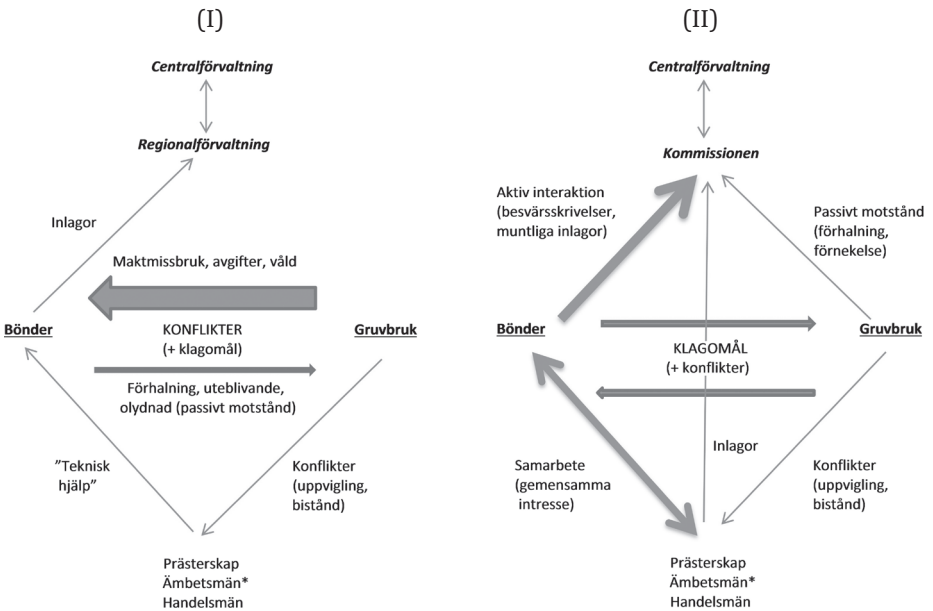 (I)
Centralförvaltning
Regionalförvaltning
Inlagor
Maktmissbruk, avgifter, våld
Bönder
KONFLIKTER
(+ klagomål)
Gruvbruk
Förhalning, uteblivande,
olydnad (passivt motstånd)
”Teknisk
hjälp”
Konflikter
(uppvigling,
bistånd)
Prästerskap
Ämbetsmän*
Handelsmän
(II)
Centralförvaltning
Kommissionen
Aktiv interaktion
(besvärsskrivelser,
muntliga inlagor)
Passivt motstånd
(förhalning,
förnekelse)
Bönder
KLAGOMÅL
(+ konflikter)
Gruvbruk
Inlagor
Samarbete
(gemensamma
intresse)
Konflikter
(uppvigling,
bistånd)
Prästerskap
Ämbetsmän*
Handelsmän